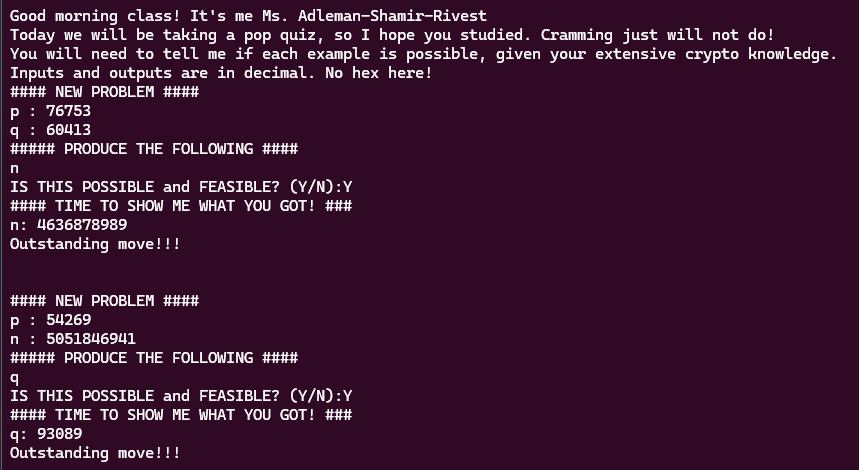 Good morning class! It's me Ms. Adleman-Shamir-Rivest
Today we will be taking a pop quiz, so I hope you studied. Cramming just will not do!
You will need to tell me if each example is possible, given your extensive crypto knowledge.
Inputs and outputs are in decimal. No hex here!
#### NEW PROBLEM ####
p : 76753
q : 60413
##### PRODUCE THE FOLLOWING ####
n
IS THIS POSSIBLE and FEASIBLE? (Y/N):Y
#### TIME TO SHOW ME WHAT YOU GOT! ###
n: 4636878989
Outstanding move!!!
#### NEW PROBLEM ####
p : 54269
n : 5051846941
##### PRODUCE THE FOLLOWING ####
q
IS THIS POSSIBLE and FEASIBLE? (Y/N):Y
#### TIME TO SHOW ME WHAT YOU GOT! ###
q: 93089
Outstanding move!!!